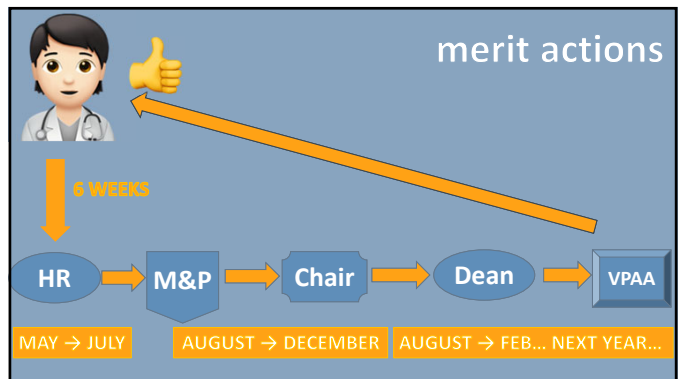 merit actions
6 WEEKS
HR
M&P
Chair
Dean
VPAA
MAY → JULY
AUGUST → DECEMBER
AUGUST → FEB... NEXT YEAR...